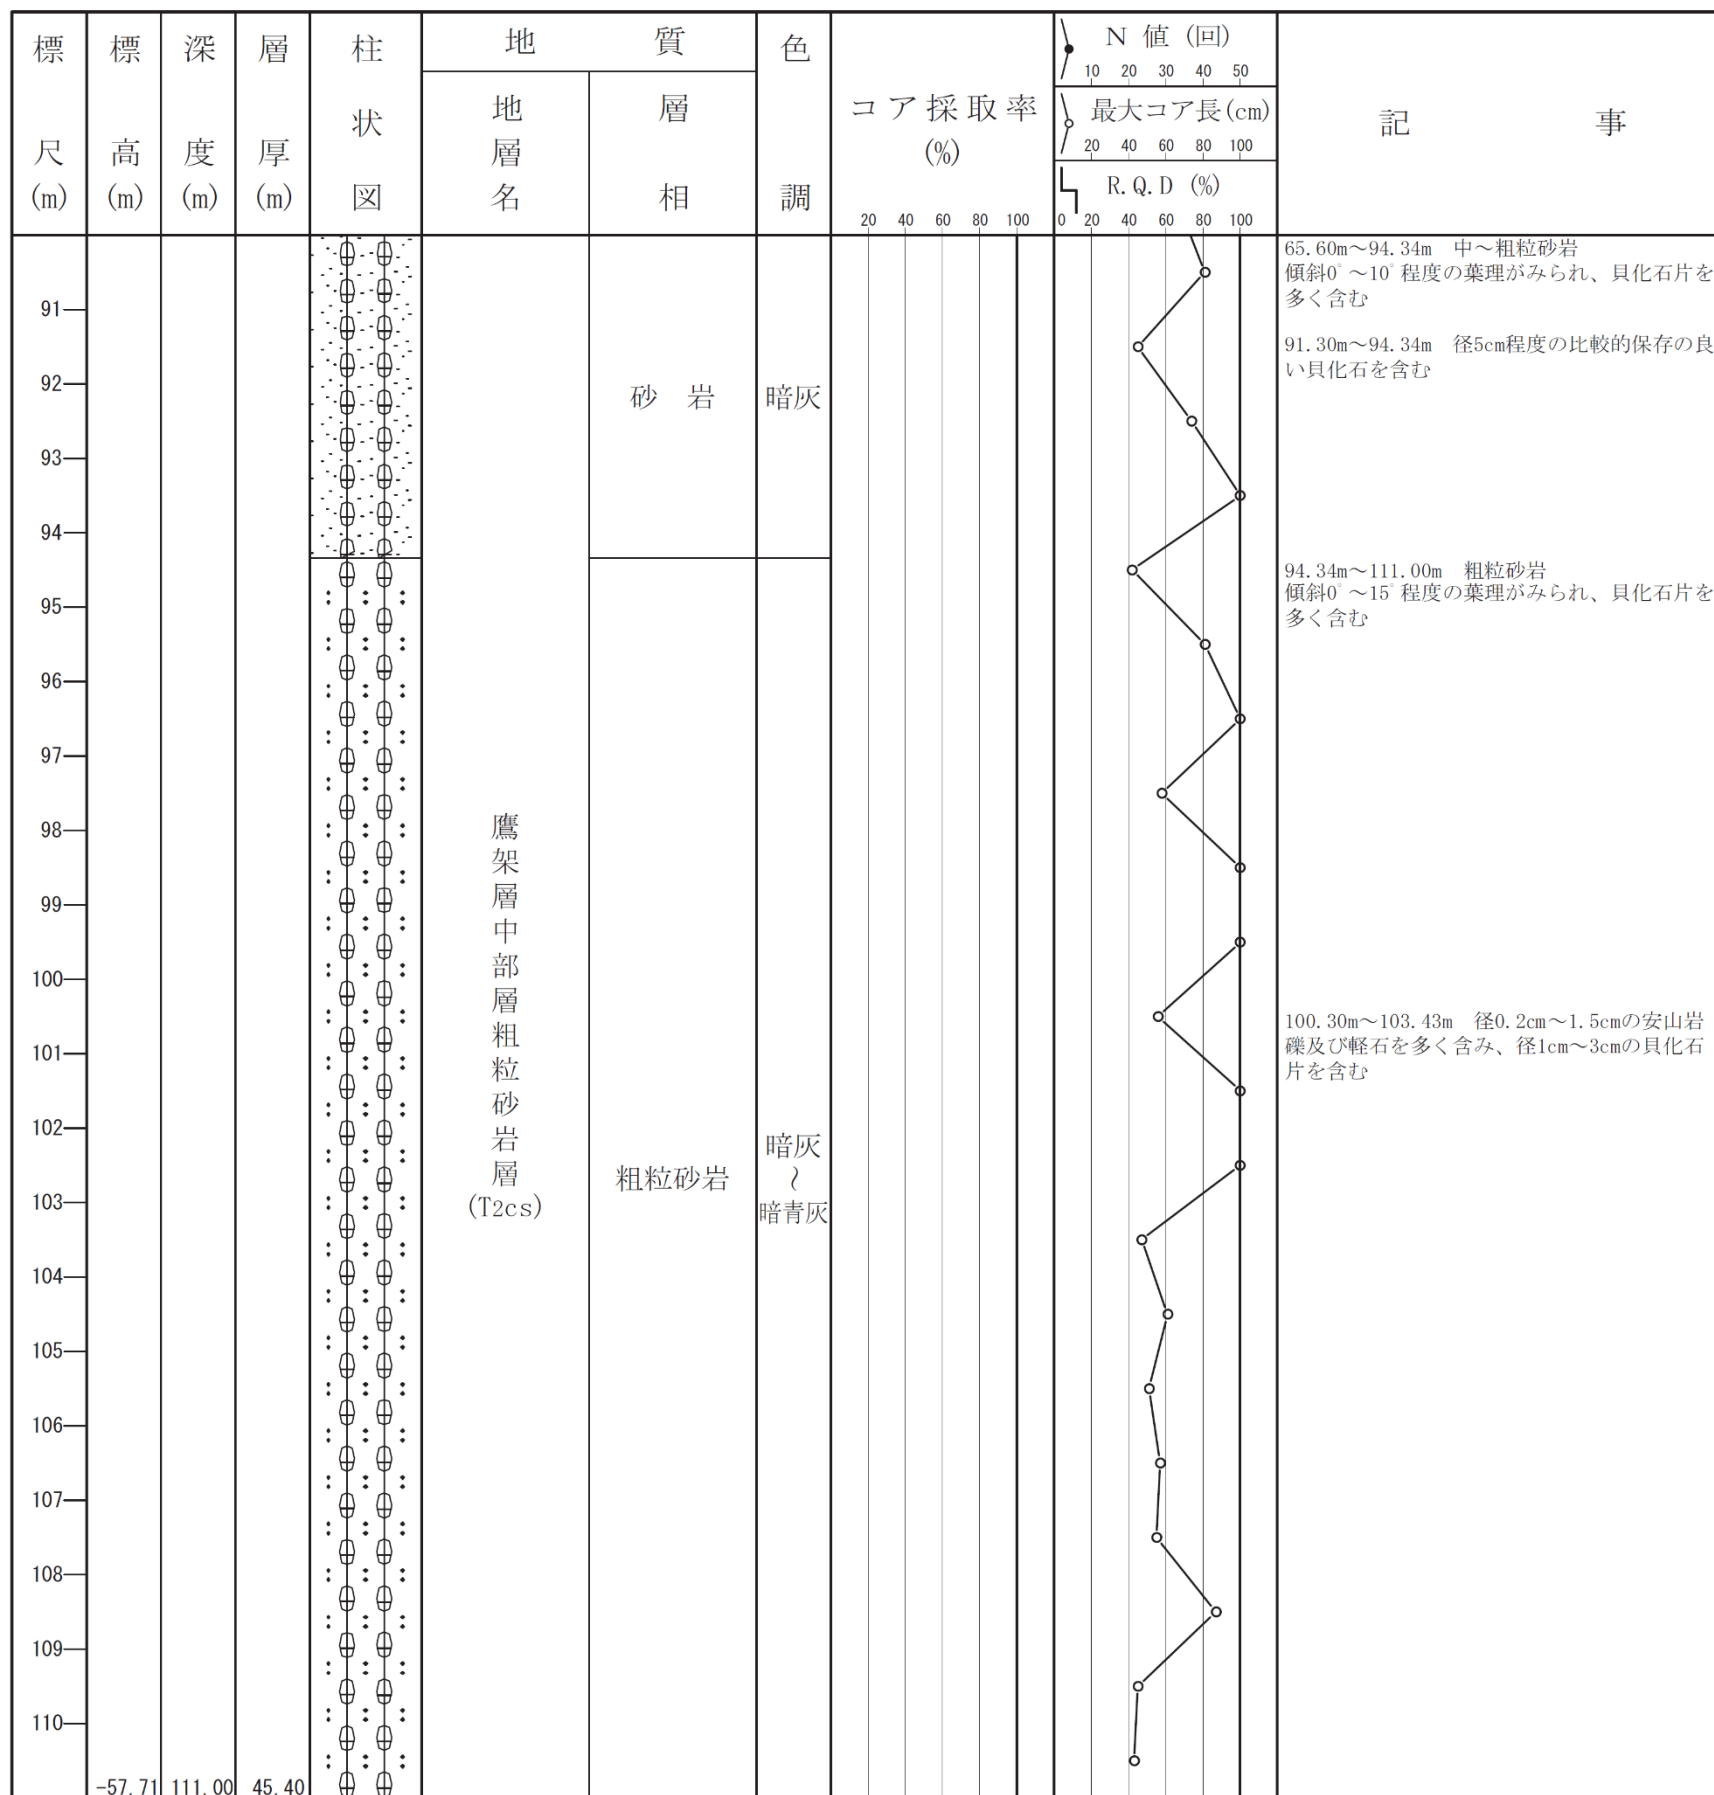 標尺(m)
標高(m)
深度(m)
層厚(m)
柱状図
地質
地層名
層相
色調
コア採取率
(%)
20 40 60 80 100
N 値 (回)
10 20 30 40 50
最大コア長(cm)
20 40 60 80 100
R.Q.D (%)
0 20 40 60 80 100
記事
91
92
93
94
95
96
97
98
99
100
101
102
103
104
105
106
107
108
109
110
-57.71 111.00 45.40
鷹架層中部層粗粒砂岩層
(T2cs)
砂岩
暗灰
粗粒砂岩
暗灰
~
暗青灰
65.60m~94.34m 中~粗粒砂岩
傾斜0°~10°程度の葉理がみられ、貝化石片を
多く含む
91.30m~94.34m 径5cm程度の比較的保存の良
い貝化石を含む
94.34m~111.00m 粗粒砂岩
傾斜0°~15°程度の葉理がみられ、貝化石片を
多く含む
100.30m~103.43m 径0.2cm~1.5cmの安山岩
礫及び軽石を多く含み、径1cm~3cmの貝化石
片を含む